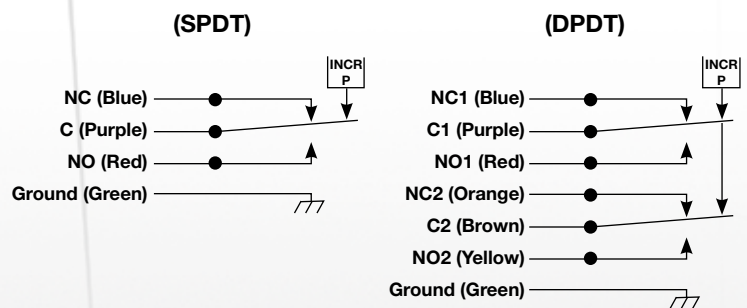 (SPDT)
INCR
P
NC (Blue)
C (Purple)
NO (Red)
Ground (Green)
(DPDT)
INCR
P
NC1 (Blue)
C1 (Purple)
NO1 (Red)
NC2 (Orange)
C2 (Brown)
NO2 (Yellow)
Ground (Green)